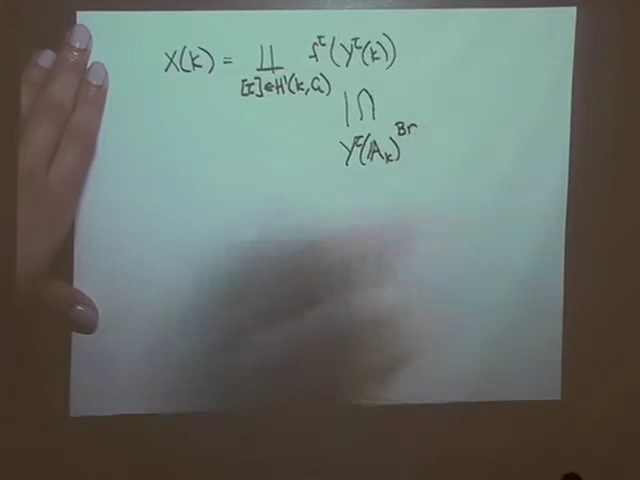 X(k) = ∐ f^τ(Y^τ(k))
[τ]∈H¹(k,G)
|∩
Y^τ(𝔸_k)^Br